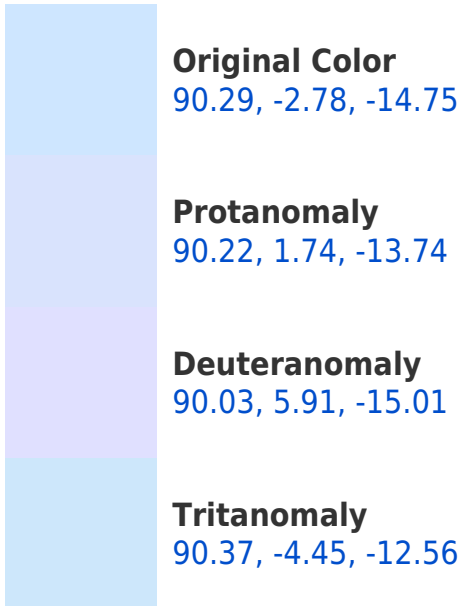 Original Color
90.29, -2.78, -14.75
Protanomaly
90.22, 1.74, -13.74
Deuteranomaly
90.03, 5.91, -15.01
Tritanomaly
90.37, -4.45, -12.56